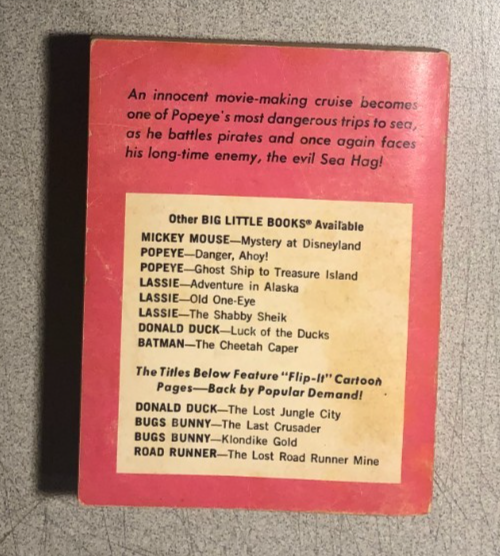 An innocent movie-making cruise becomes
one of Popeye's most dangerous trips to sea,
as he battles pirates and once again faces
his long-time enemy, the evil Sea Hag!
Other BIG LITTLE BOOKS® Available
MICKEY MOUSE—Mystery at Disneyland
POPEYE—Danger, Ahoy!
POPEYE—Ghost Ship to Treasure Island
LASSIE—Adventure in Alaska
LASSIE—Old One-Eye
LASSIE—The Shabby Sheik
DONALD DUCK—Luck of the Ducks
BATMAN—The Cheetah Caper
The Titles Below Feature "Flip-It" Cartoon
Pages—Back by Popular Demand!
DONALD DUCK—The Lost Jungle City
BUGS BUNNY—The Last Crusader
BUGS BUNNY—Klondike Gold
ROAD RUNNER—The Lost Road Runner Mine